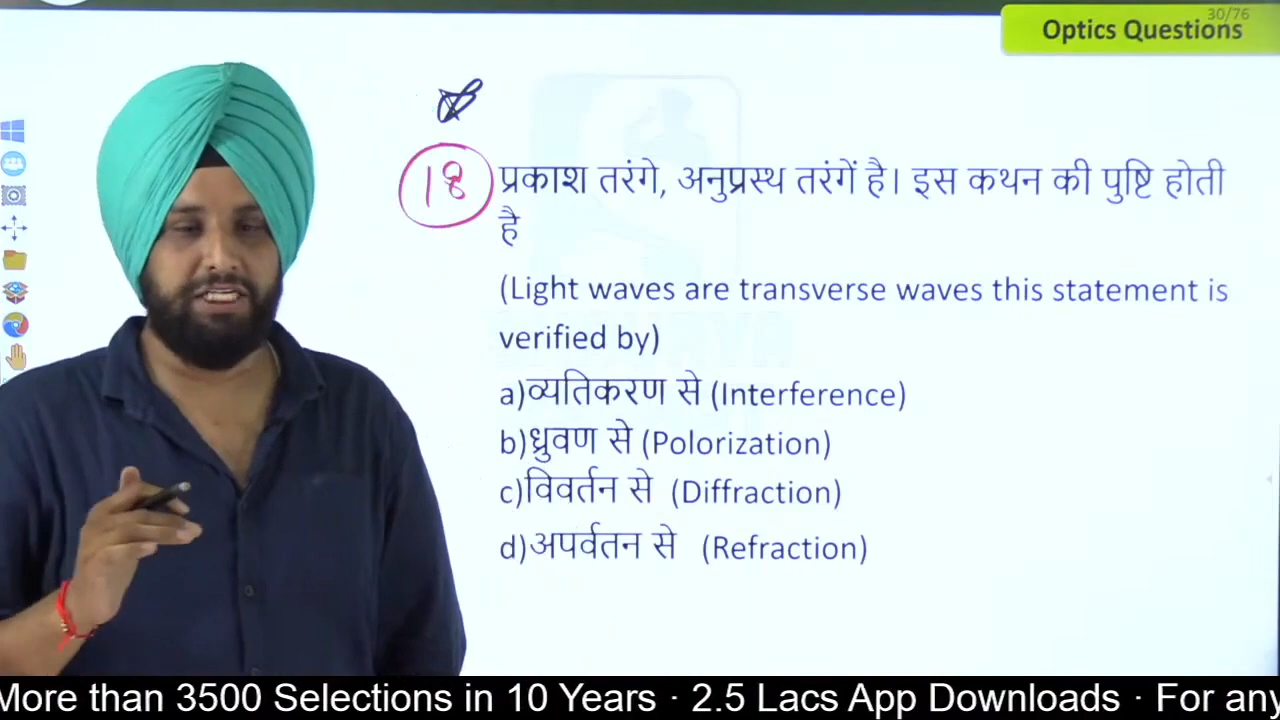 30/76
Optics Questions
18 प्रकाश तरंगे, अनुप्रस्थ तरंगें है। इस कथन की पुष्टि होती
है
(Light waves are transverse waves this statement is
verified by)
a)व्यतिकरण से (Interference)
b)ध्रुवण से (Polorization)
c)विवर्तन से (Diffraction)
d)अपर्वतन से (Refraction)
More than 3500 Selections in 10 Years · 2.5 Lacs App Downloads · For any